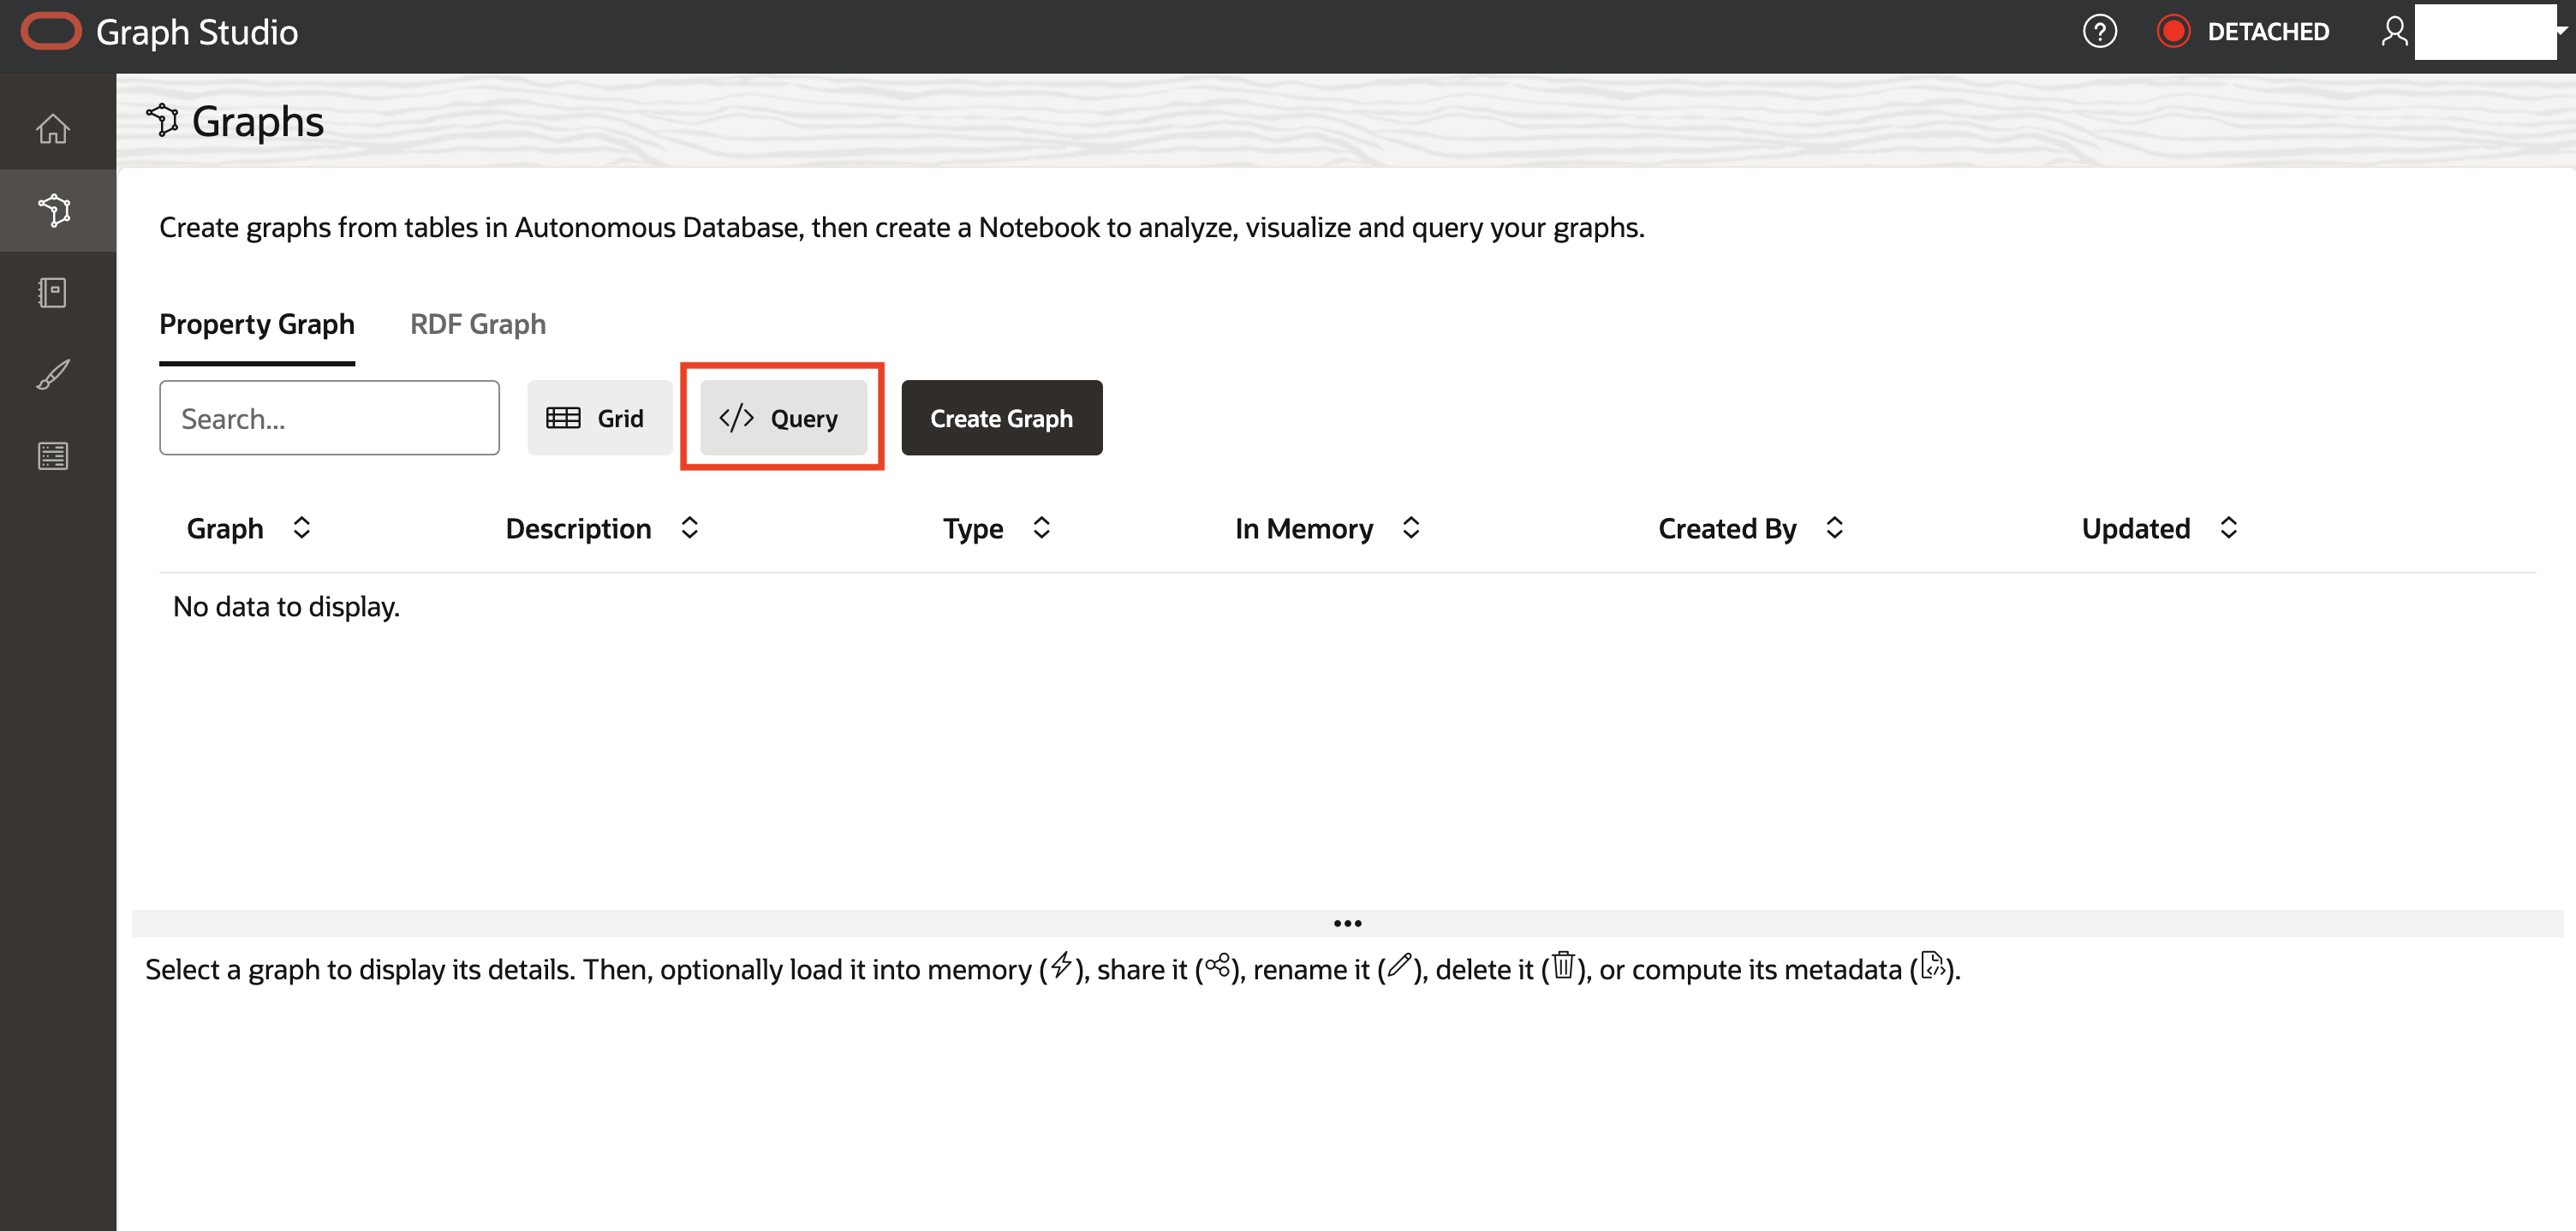 Graph Studio
DETACHED
Graphs
Create graphs from tables in Autonomous Database, then create a Notebook to analyze, visualize and query your graphs.
Property Graph RDF Graph
Search... Grid </> Query Create Graph
Graph Description Type In Memory Created By Updated
No data to display.
Select a graph to display its details. Then, optionally load it into memory (), share it (), rename it (), delete it (), or compute its metadata ().